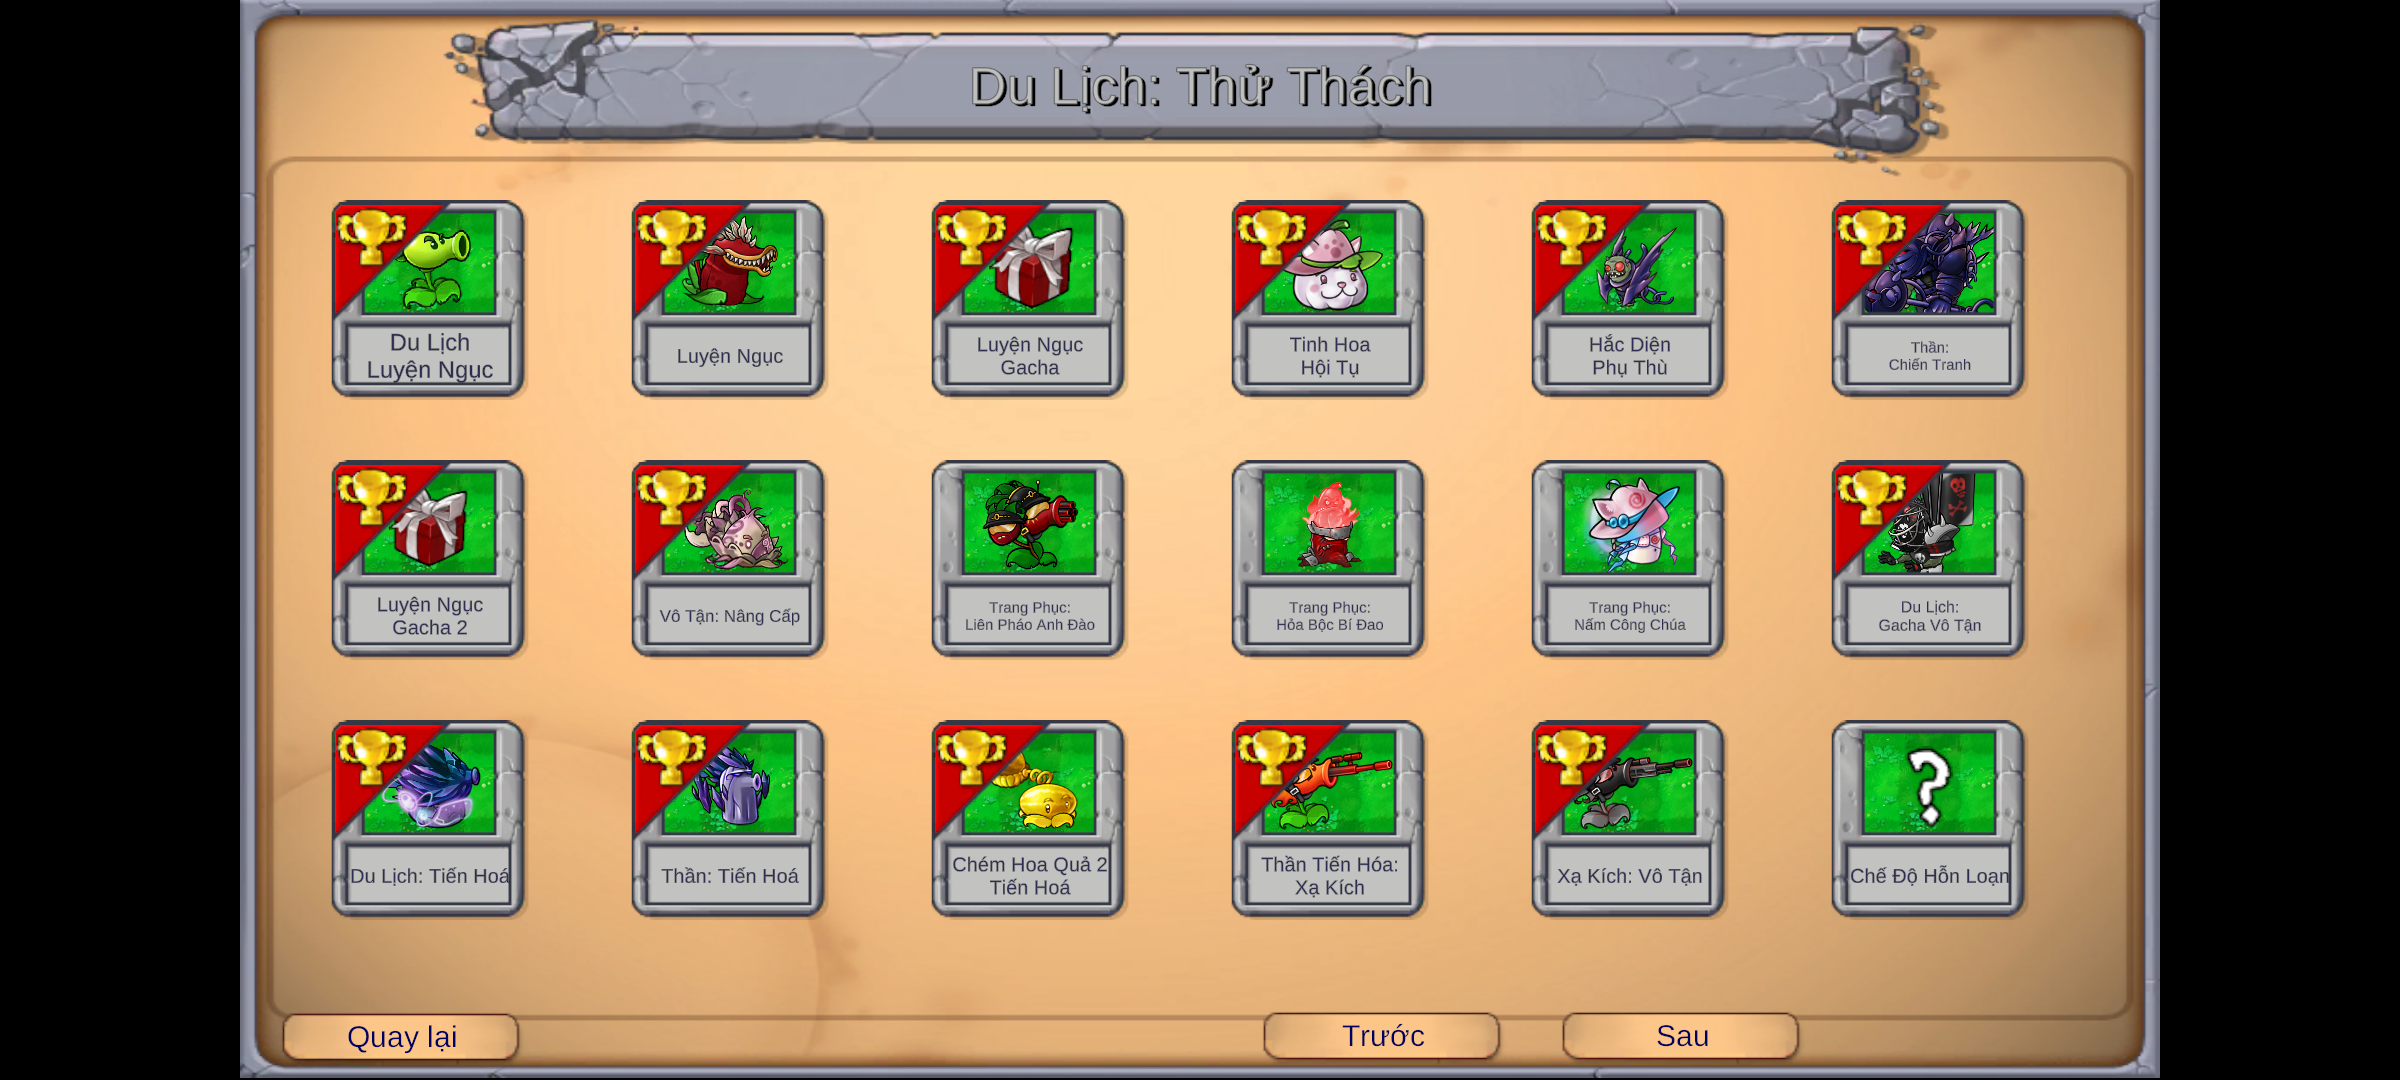 Du Lịch: Thử Thách
Du Lịch
Luyện Ngục
Luyện Ngục
Luyện Ngục
Gacha
Tinh Hoa
Hội Tụ
Hắc Diện
Phụ Thù
Thần:
Chiến Tranh
Luyện Ngục
Gacha 2
Vô Tận: Nâng Cấp
Trang Phục:
Liên Pháo Anh Đào
Trang Phục:
Hỏa Bộc Bí Đao
Trang Phục:
Nấm Công Chúa
Du Lịch:
Gacha Vô Tận
Du Lịch: Tiến Hoá
Thần: Tiến Hoá
Chém Hoa Quả 2
Tiến Hoá
Thần Tiến Hóa:
Xạ Kích
Xạ Kích: Vô Tận
Chế Độ Hỗn Loạn
Quay lại
Trước
Sau